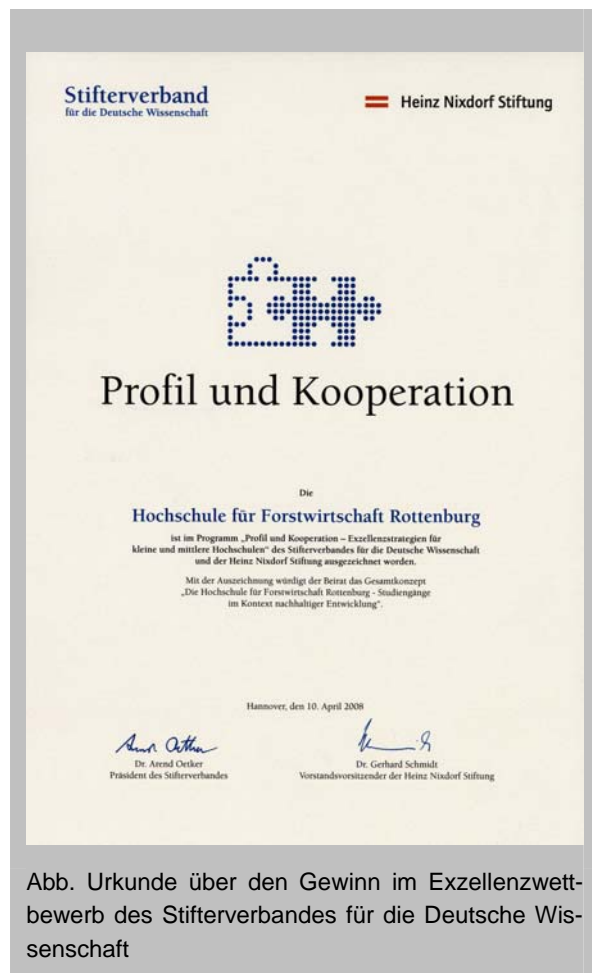 Stifterverband
für die Deutsche Wissenschaft
Heinz Nixdorf Stiftung
Profil und Kooperation
Die
Hochschule für Forstwirtschaft Rottenburg
ist im Programm „Profil und Kooperation – Exzellenzstrategien für
kleine und mittlere Hochschulen“ des Stifterverbandes für die Deutsche Wissenschaft
und der Heinz Nixdorf Stiftung ausgezeichnet worden.
Mit der Auszeichnung würdigt der Beirat das Gesamtkonzept
„Die Hochschule für Forstwirtschaft Rottenburg - Studiengänge
im Kontext nachhaltiger Entwicklung“.
Hannover, den 10. April 2008
Dr. Arend Oetker
Präsident des Stifterverbandes
Dr. Gerhard Schmidt
Vorstandsvorsitzender der Heinz Nixdorf Stiftung
Abb. Urkunde über den Gewinn im Exzellenzwett-
bewerb des Stifterverbandes für die Deutsche Wis-
senschaft